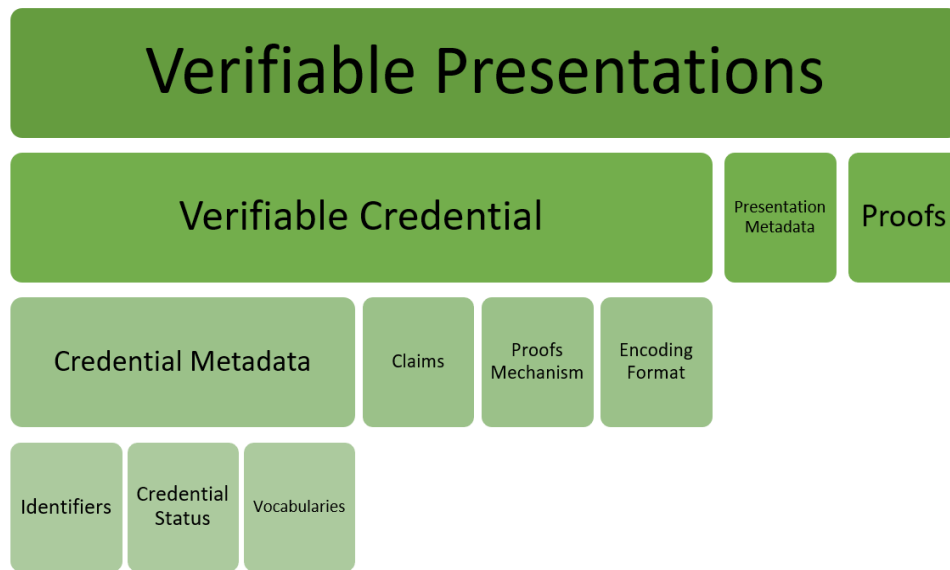 Verifiable Presentations
Verifiable Credential
Presentation
Metadata
Proofs
Credential Metadata
Claims
Proofs
Mechanism
Encoding
Format
Identifiers
Credential
Status
Vocabularies